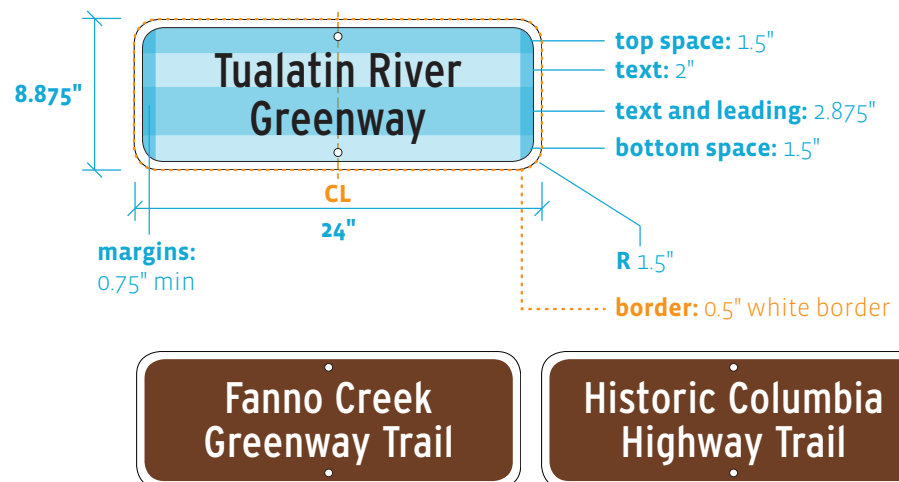 top space: 1.5"
text: 2"
8.875"
Tualatin River
Greenway
text and leading: 2.875"
bottom space: 1.5"
CL
24"
margins:
0.75" min
R 1.5"
border: 0.5" white border
Fanno Creek
Greenway Trail
Historic Columbia
Highway Trail